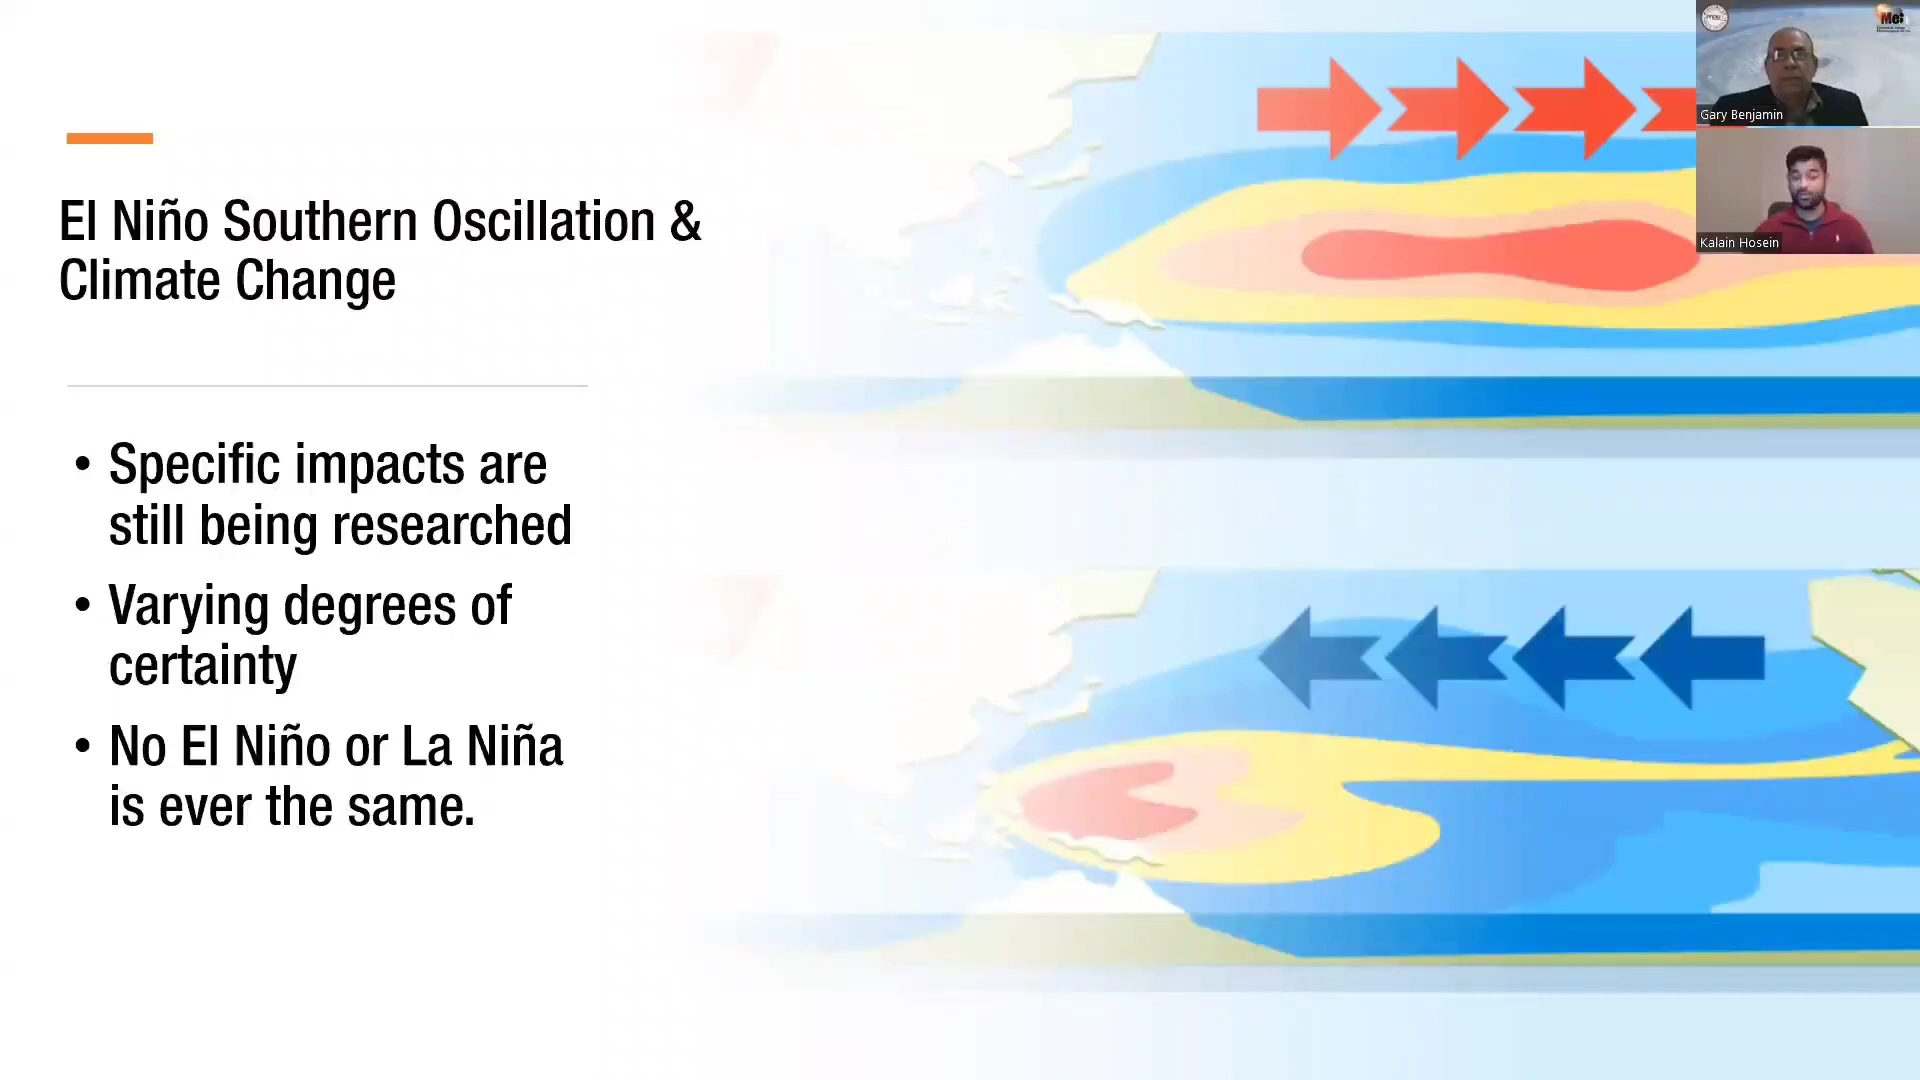 El Niño Southern Oscillation &
Climate Change
• Specific impacts are
still being researched
• Varying degrees of
certainty
• No El Niño or La Niña
is ever the same.
Gary Benjamin
Kalain Hosein